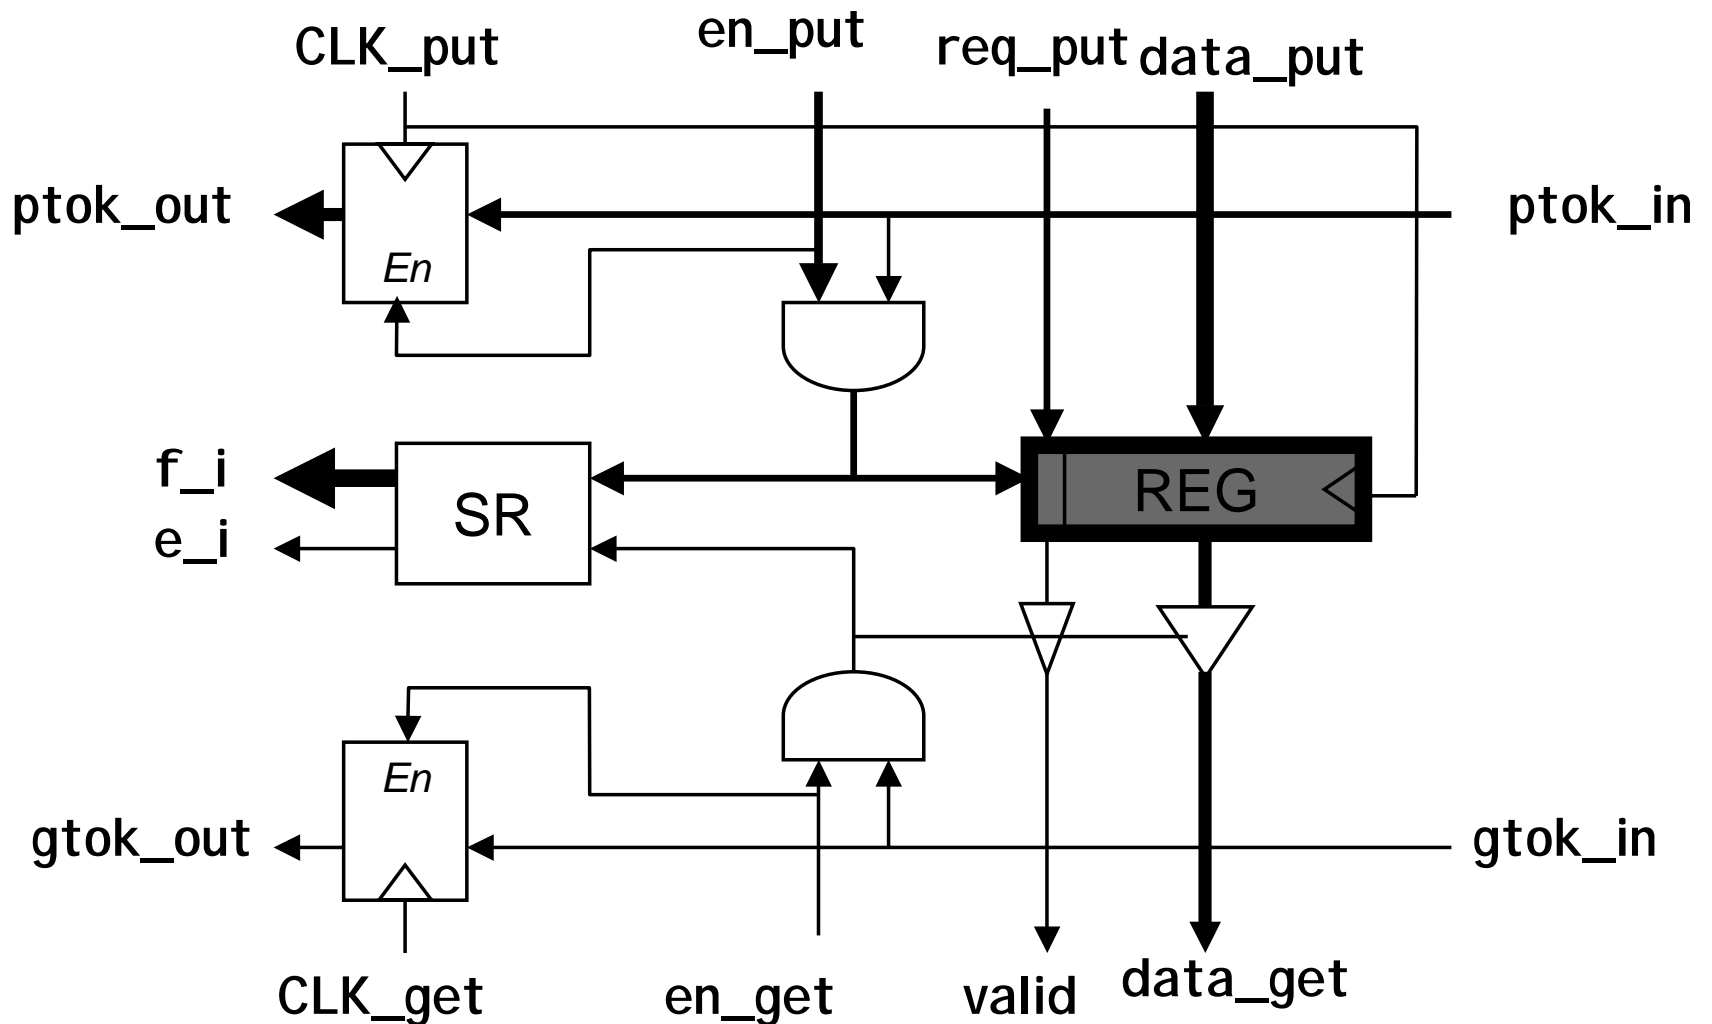 CLK_put
en_put
req_put
data_put
ptok_out
ptok_in
En
f_i
SR
REG
e_i
En
gtok_out
gtok_in
CLK_get
en_get
valid
data_get